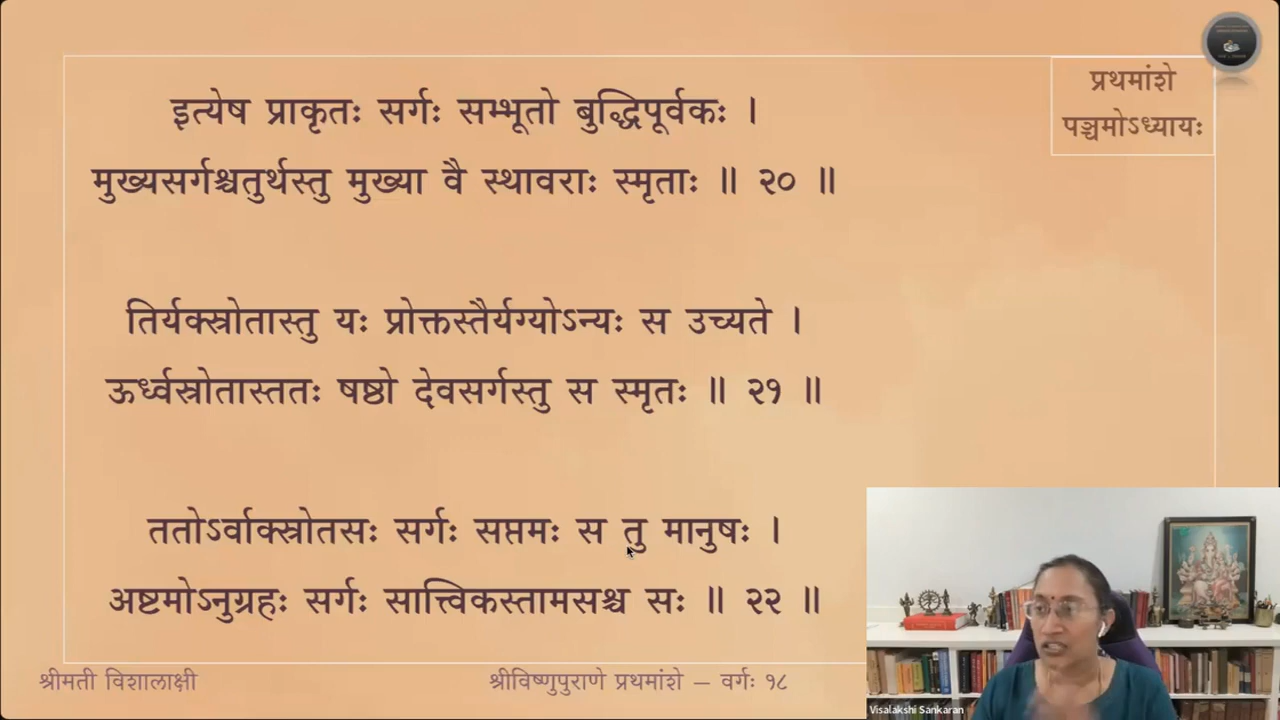 प्रथमांशे
पञ्चमोऽध्यायः
इत्येष प्राकृतः सर्गः सम्भूतो बुद्धिपूर्वकः ।
मुख्यसर्गश्चतुर्थस्तु मुख्या वै स्थावराः स्मृताः ॥ २० ॥
तिर्यक्स्रोतास्तु यः प्रोक्तस्तैर्यग्योऽन्यः स उच्यते ।
ऊर्ध्वस्रोतास्ततः षष्ठो देवसर्गस्तु स स्मृतः ॥ २१ ॥
ततोऽर्वाक्स्रोतसः सर्गः सप्तमः स तु मानुषः ।
अष्टमोऽनुग्रहः सर्गः सात्त्विकस्तामसश्च सः ॥ २२ ॥
श्रीमती विशालाक्षी
श्रीविष्णुपुराणे प्रथमांशे – वर्गः १८
Visalakshi Sankaran